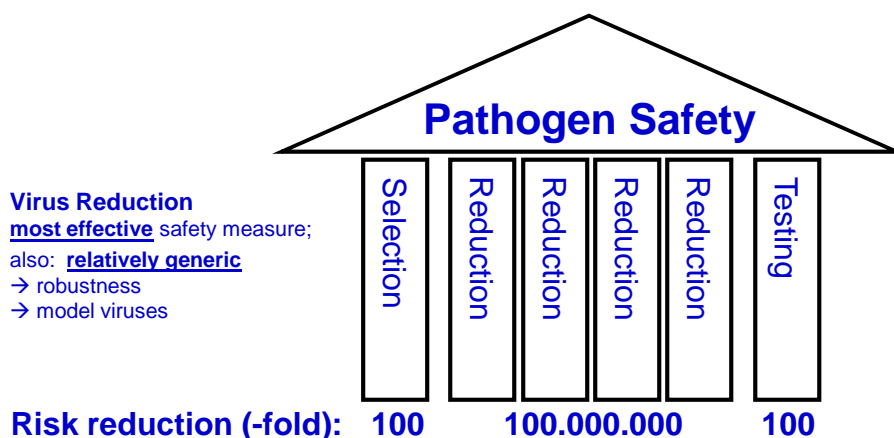 Pathogen Safety
Virus Reduction
most effective safety measure;
also: relatively generic
→ robustness
→ model viruses
Selection
Reduction
Reduction
Reduction
Reduction
Testing
Risk reduction (-fold): 100 100.000.000 100